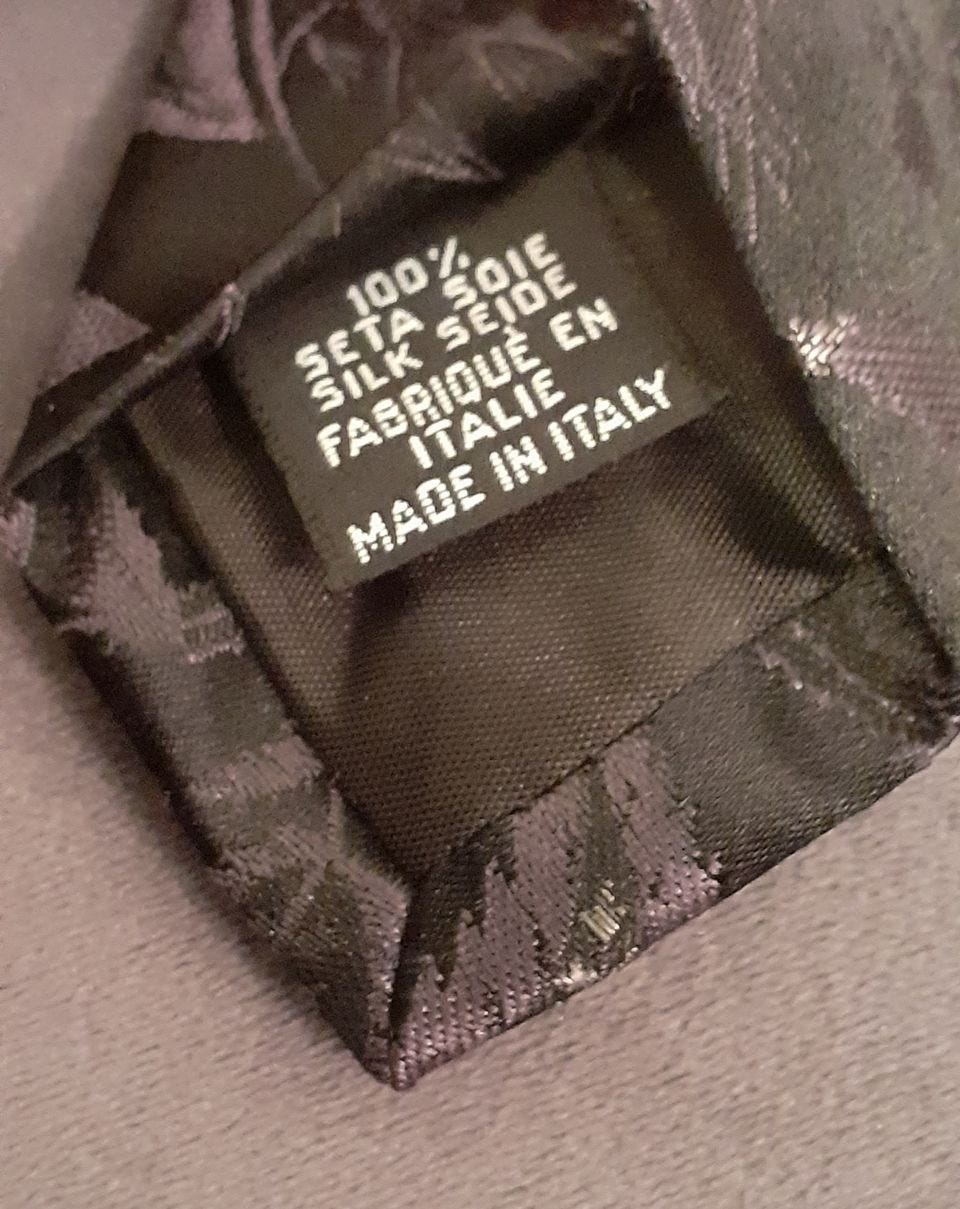 100%
SETA SOIE
SILK SEIDE
FABRIQUÈ EN
ITALIE
MADE IN ITALY